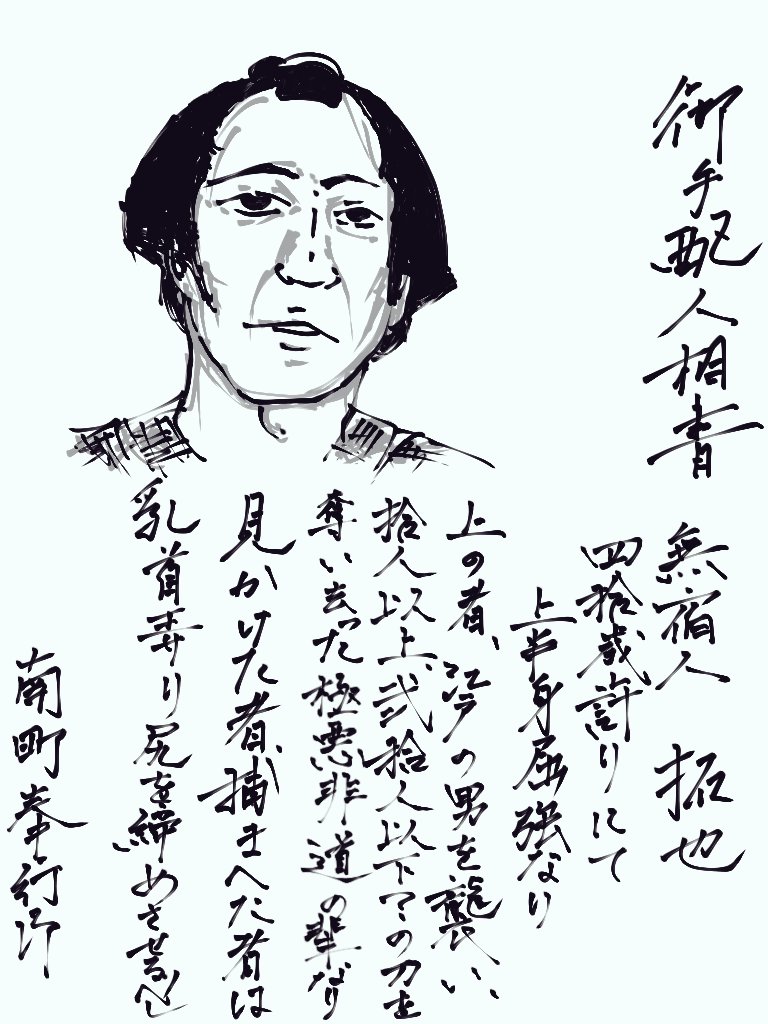 御手配人相書
無宿人 拓也
四拾歳許りにて
上半身屈強なり
上の者、江戸の男を襲い、
拾人以上、弐拾人以下マの刀を
奪い去った極悪非道の輩なり
見かけた者、捕まへた者は
乳首弄り尻を締めさせるべし
南町奉行所